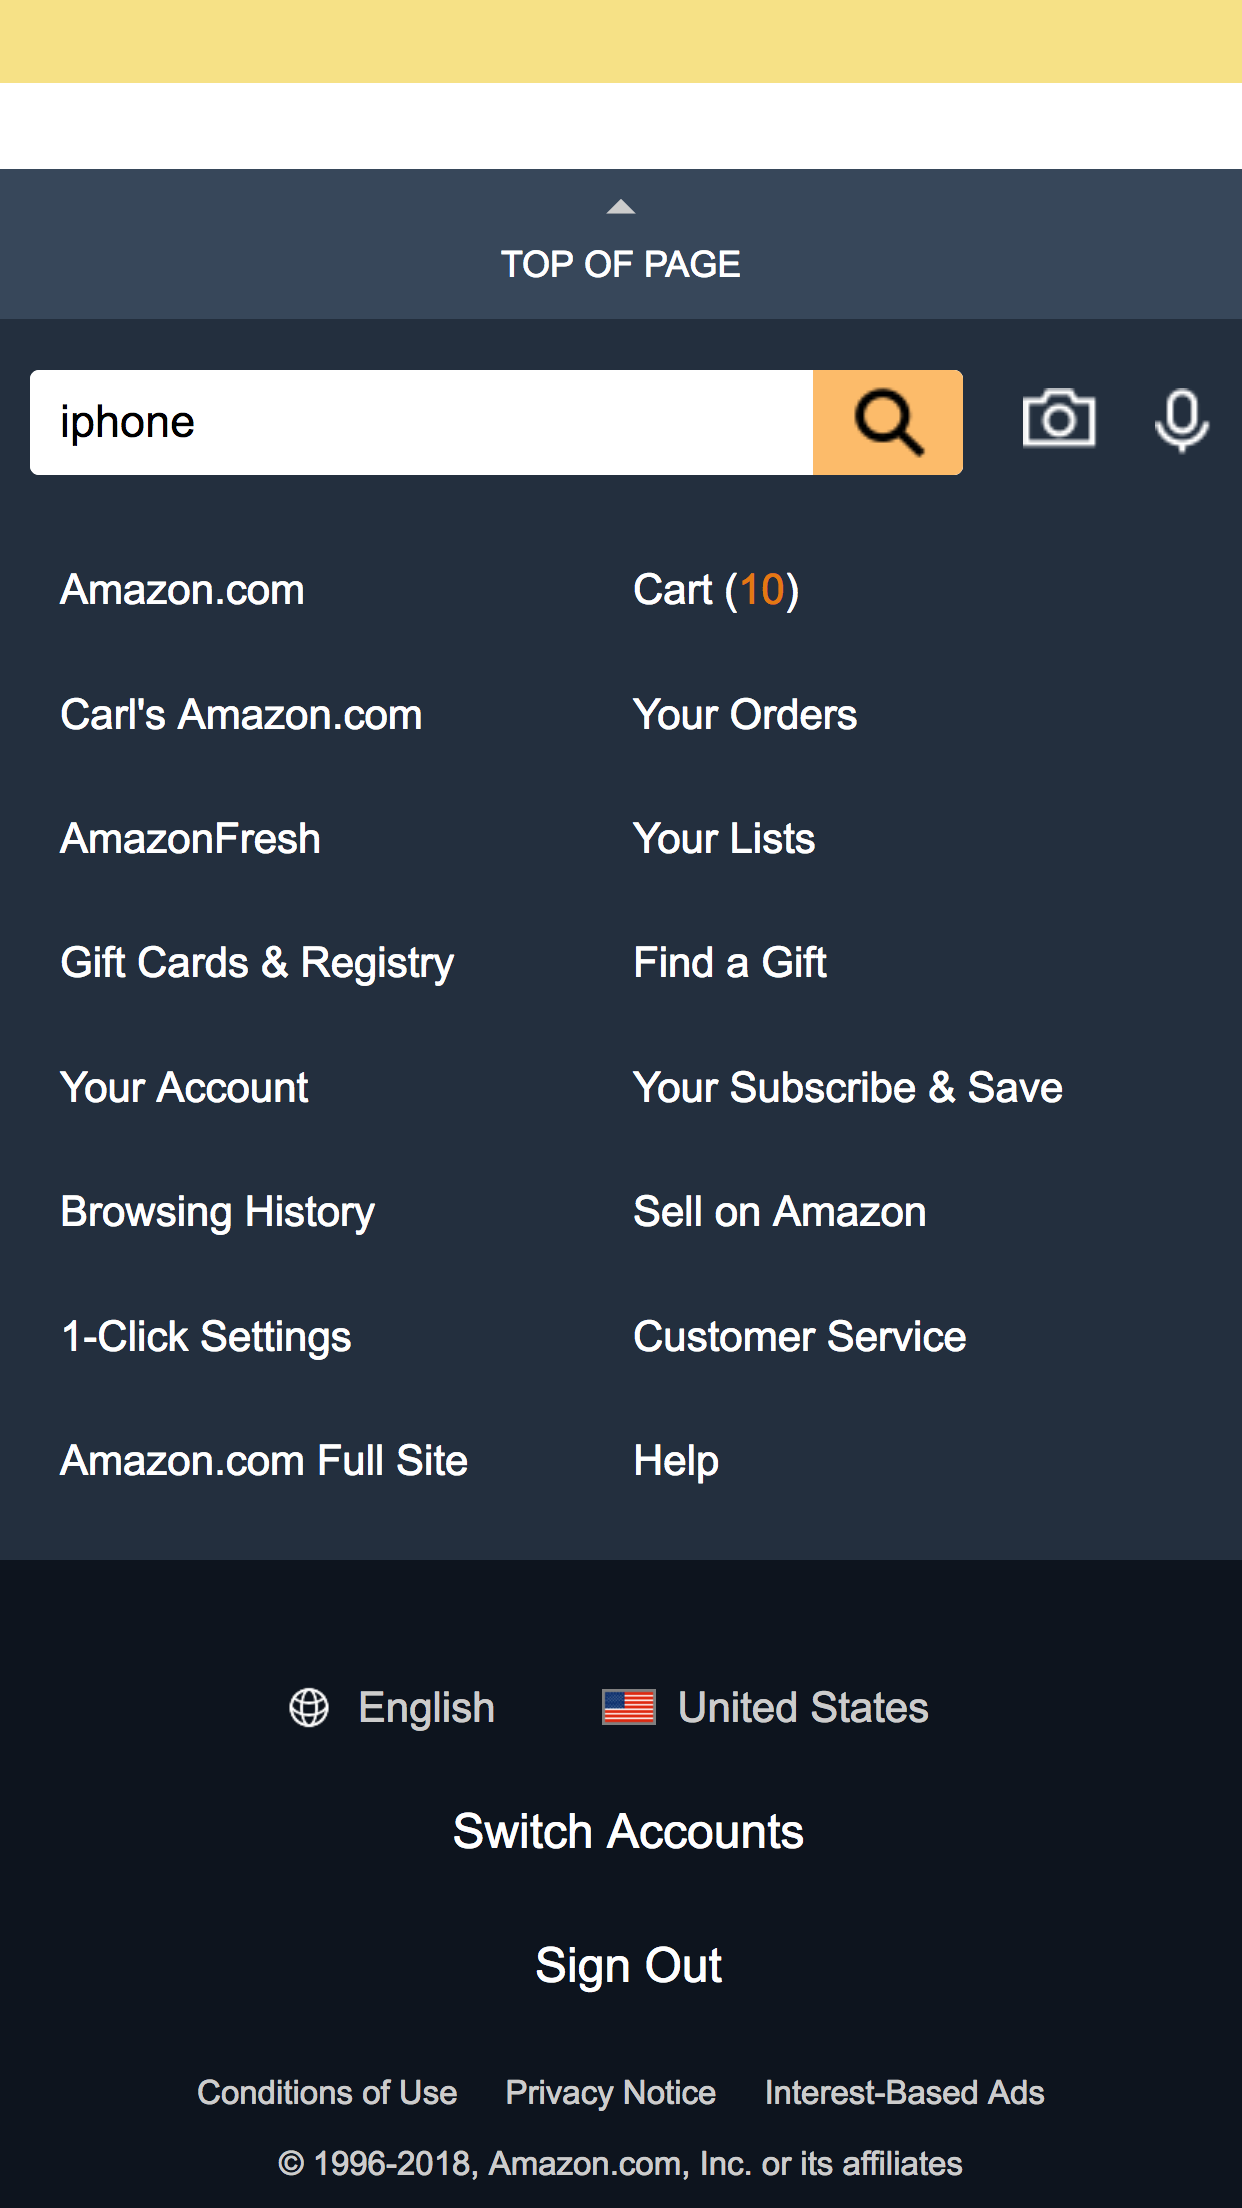 TOP OF PAGE
iphone
Amazon.com
Cart (10)
Carl's Amazon.com
Your Orders
AmazonFresh
Your Lists
Gift Cards & Registry
Find a Gift
Your Account
Your Subscribe & Save
Browsing History
Sell on Amazon
1-Click Settings
Customer Service
Amazon.com Full Site
Help
English
United States
Switch Accounts
Sign Out
Conditions of Use Privacy Notice Interest-Based Ads
© 1996-2018, Amazon.com, Inc. or its affiliates